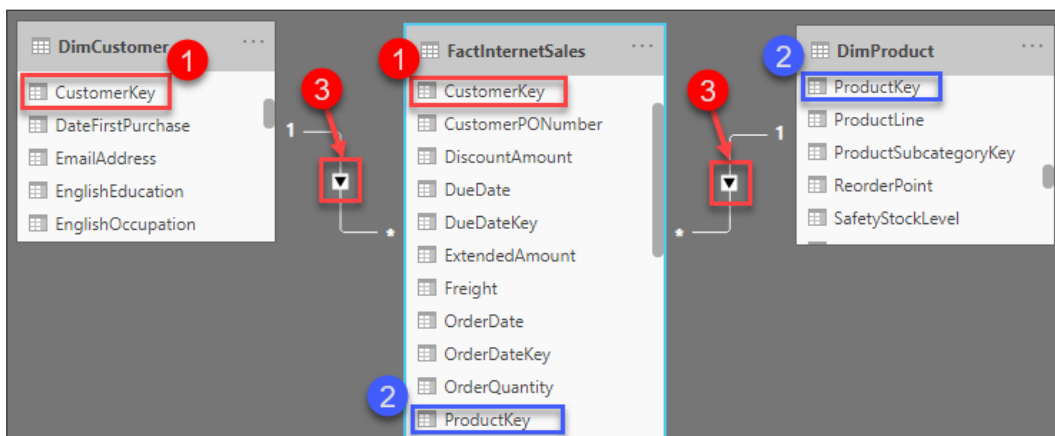 DimCustomer ...
1
CustomerKey
DateFirstPurchase
EmailAddress
EnglishEducation
EnglishOccupation
3
1
*
FactInternetSales ...
1
CustomerKey
CustomerPONumber
DiscountAmount
DueDate
DueDateKey
ExtendedAmount
Freight
OrderDate
OrderDateKey
OrderQuantity
2
ProductKey
3
1
*
DimProduct ...
2
ProductKey
ProductLine
ProductSubcategoryKey
ReorderPoint
SafetyStockLevel